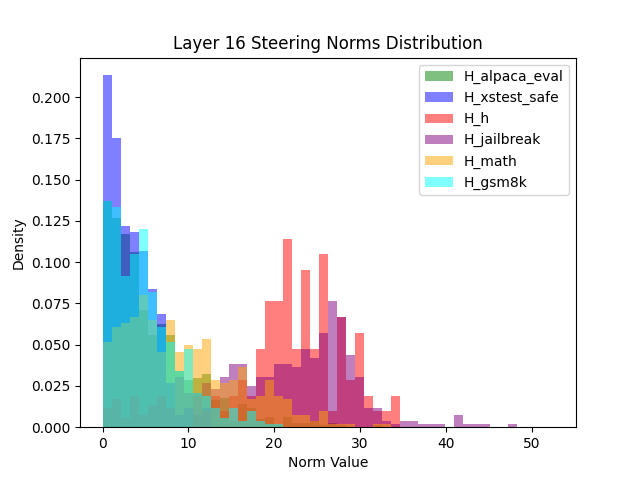 Layer 16 Steering Norms Distribution
H_alpaca_eval
H_xstest_safe
H_h
H_jailbreak
H_math
H_gsm8k
Density
0.200
0.175
0.150
0.125
0.100
0.075
0.050
0.025
0.000
0 10 20 30 40 50
Norm Value